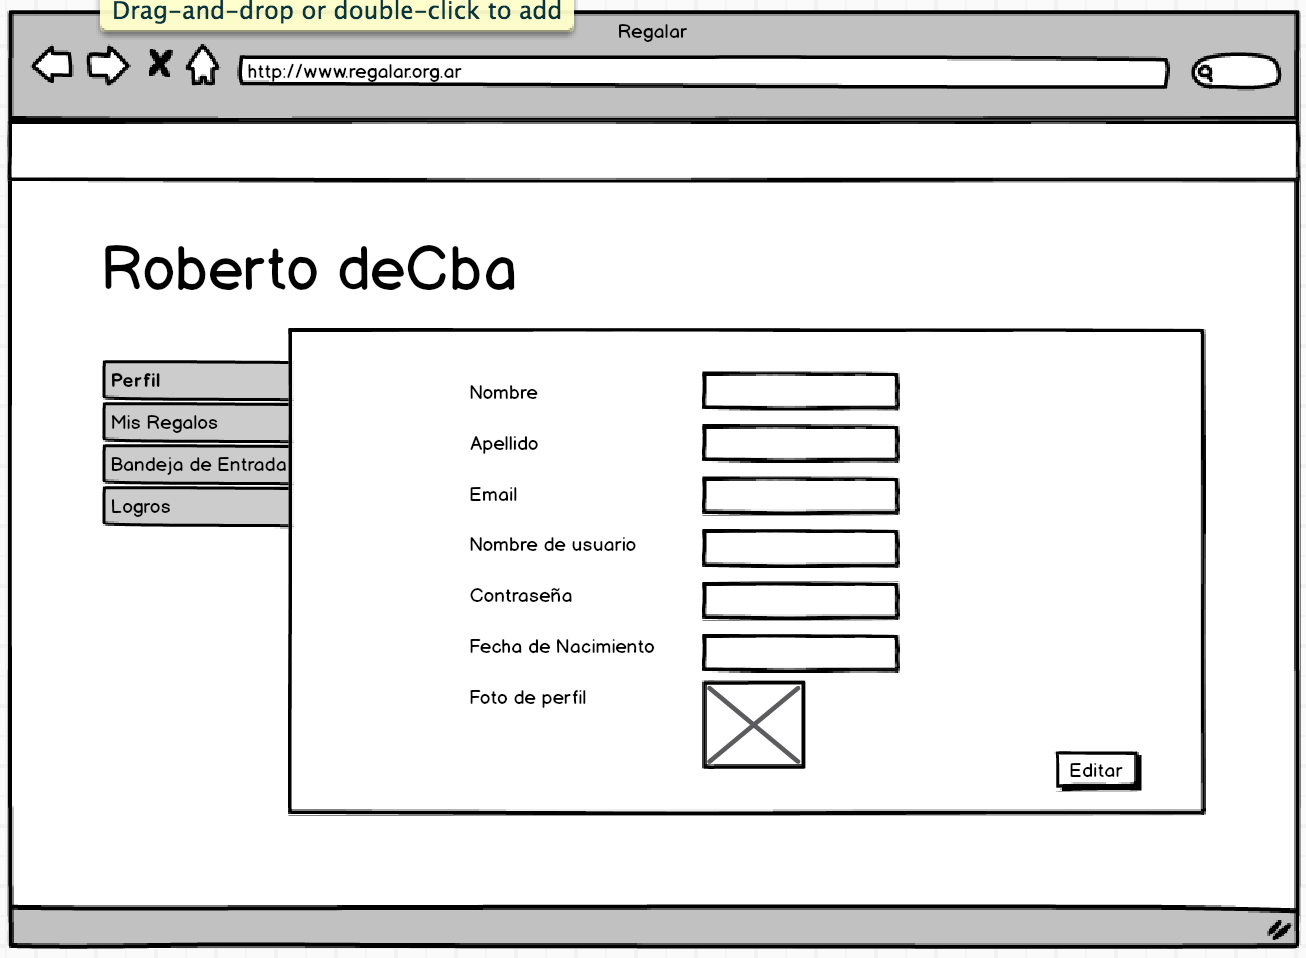 Drag-and-drop or double-click to add
Regalar
http://www.regalar.org.ar
Roberto deCba
Perfil
Mis Regalos
Bandeja de Entrada
Logros
Nombre
Apellido
Email
Nombre de usuario
Contraseña
Fecha de Nacimiento
Foto de perfil
Editar